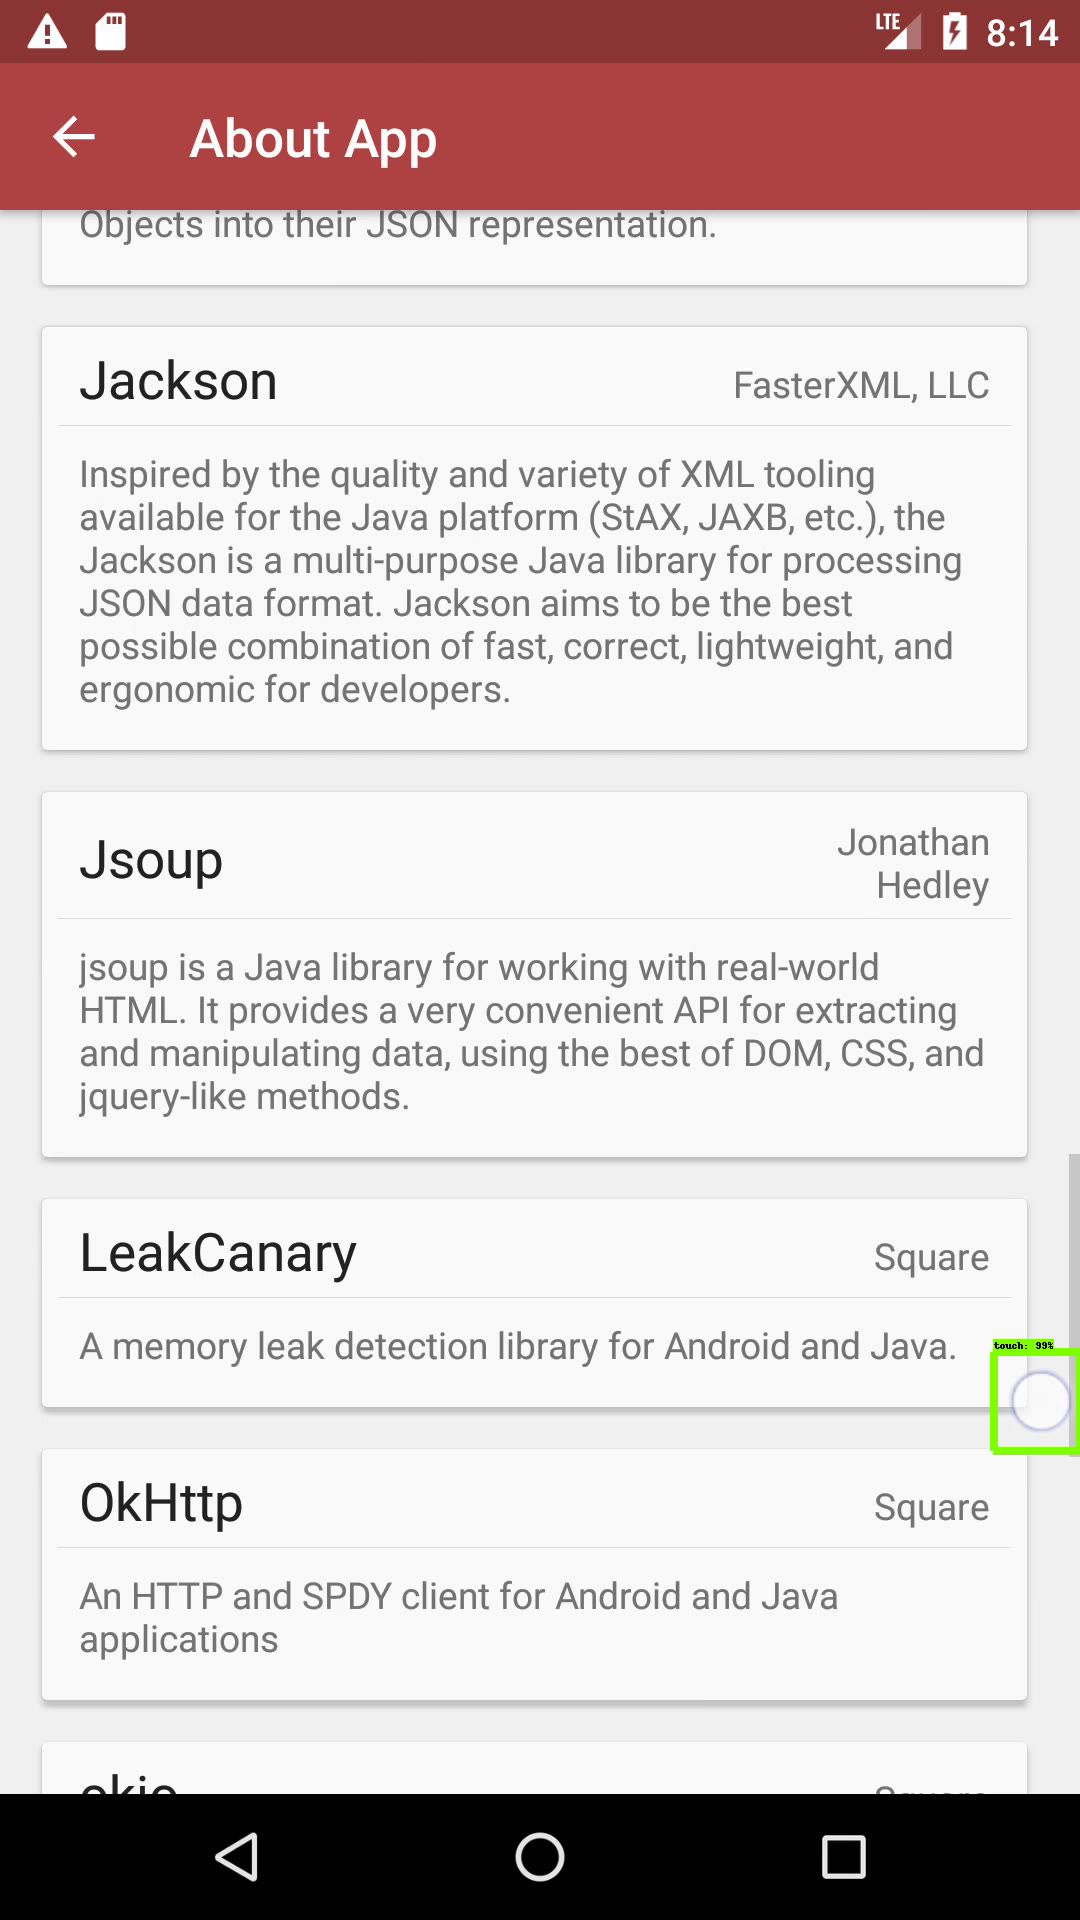 LTE 8:14
About App
Objects into their JSON representation.
Jackson FasterXML, LLC
Inspired by the quality and variety of XML tooling
available for the Java platform (StAX, JAXB, etc.), the
Jackson is a multi-purpose Java library for processing
JSON data format. Jackson aims to be the best
possible combination of fast, correct, lightweight, and
ergonomic for developers.
Jsoup Jonathan
Hedley
jsoup is a Java library for working with real-world
HTML. It provides a very convenient API for extracting
and manipulating data, using the best of DOM, CSS, and
jquery-like methods.
LeakCanary Square
A memory leak detection library for Android and Java.
touch: 99%
OkHttp Square
An HTTP and SPDY client for Android and Java
applications
okio Square